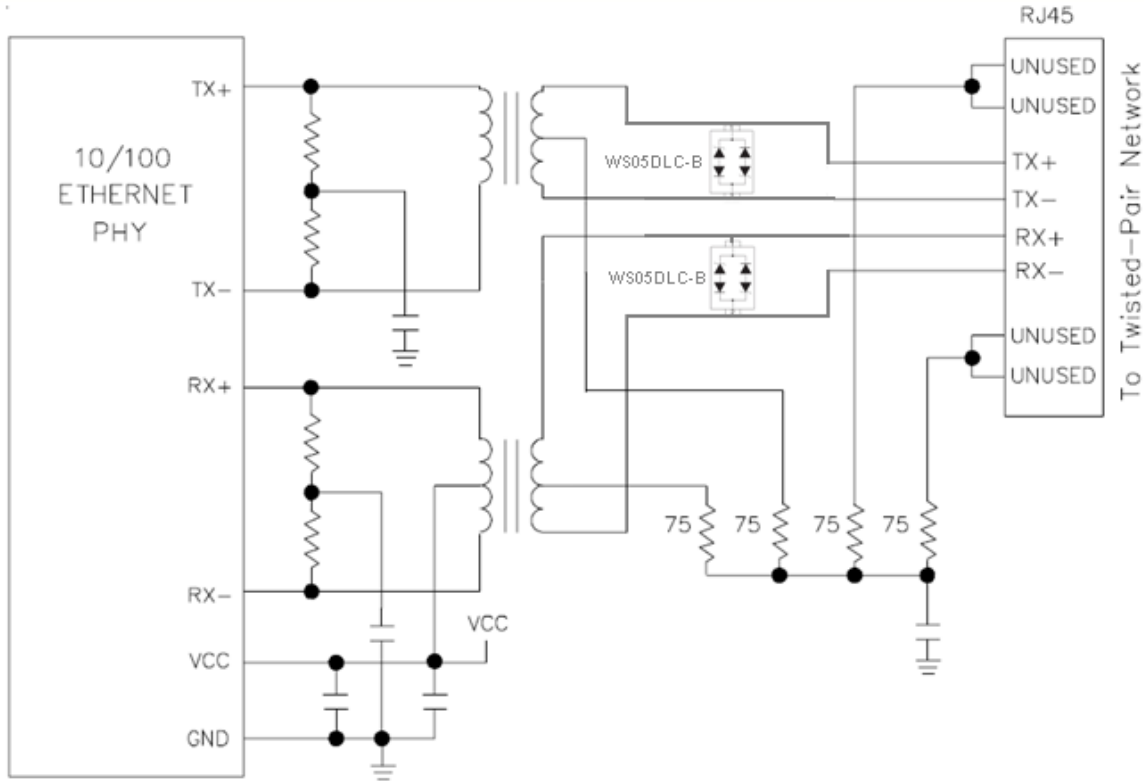 RJ45
10/100
ETHERNET
PHY
TX+
TX-
RX+
RX-
VCC
GND
VCC
WS05DLC-B
WS05DLC-B
UNUSED
UNUSED
TX+
TX-
RX+
RX-
UNUSED
UNUSED
To Twisted-Pair Network
75
75
75
75